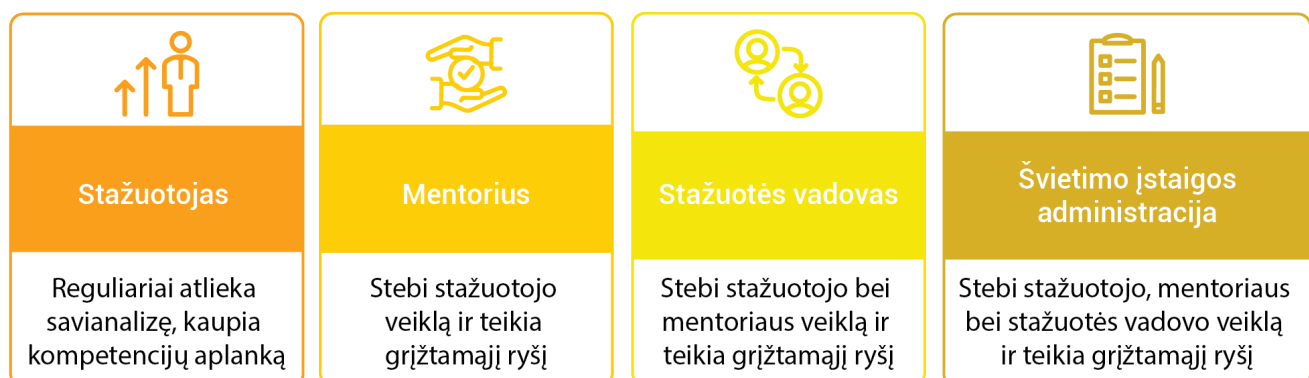 Stažuotojas
Reguliariai atlieka
savianalizę, kaupia
kompetencijų aplanką
Mentorius
Stebi stažuotojo
veiklą ir teikia
grįžtamąjį ryšį
Stažuotės vadovas
Stebi stažuotojo bei
mentoriaus veiklą ir
teikia grįžtamąjį ryšį
Švietimo įstaigos
administracija
Stebi stažuotojo, mentoriaus
bei stažuotės vadovo veiklą
ir teikia grįžtamąjį ryšį